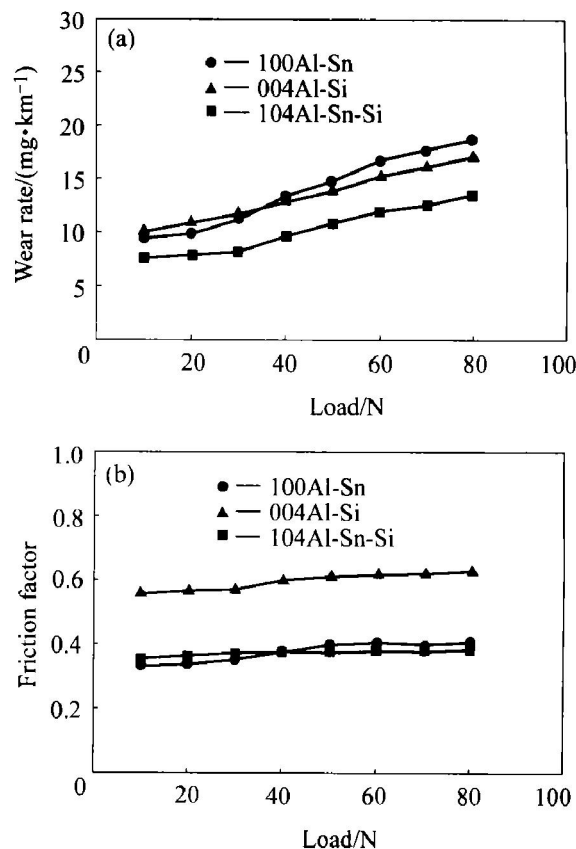 (a)
100Al-Sn
004Al-Si
104Al-Sn-Si
Wear rate/(mg•km⁻¹)
30
25
20
15
10
5
0
20
40
60
80
100
Load/N
(b)
100Al-Sn
004Al-Si
104Al-Sn-Si
Friction factor
1.0
0.8
0.6
0.4
0.2
0
20
40
60
80
100
Load/N